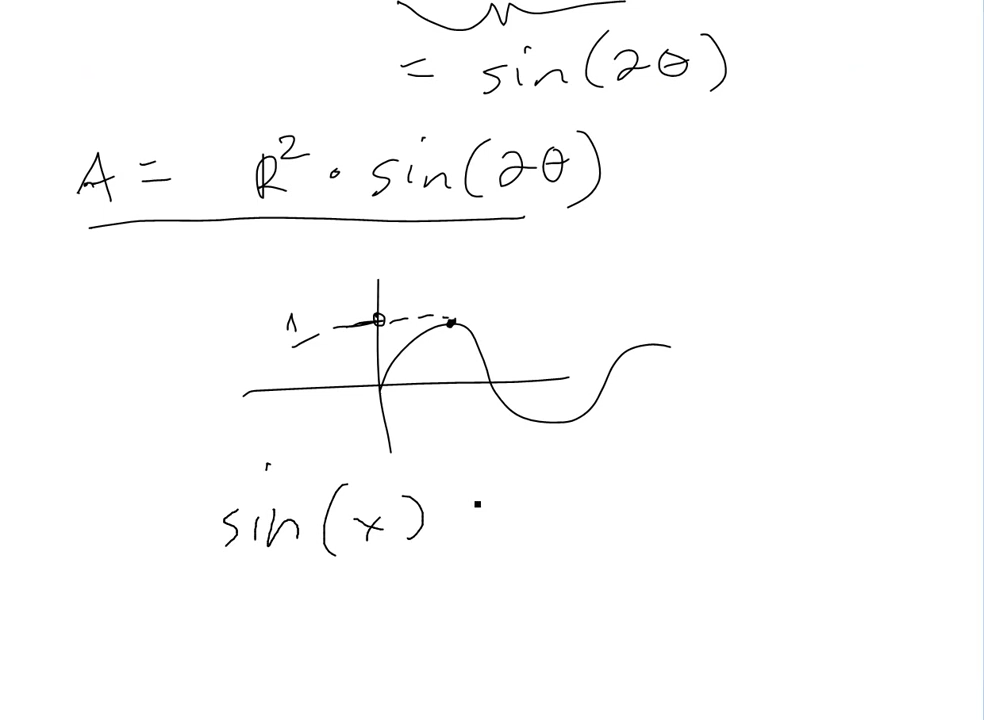 = sin(2θ)
A = R² · sin(2θ)
1
sin(x)